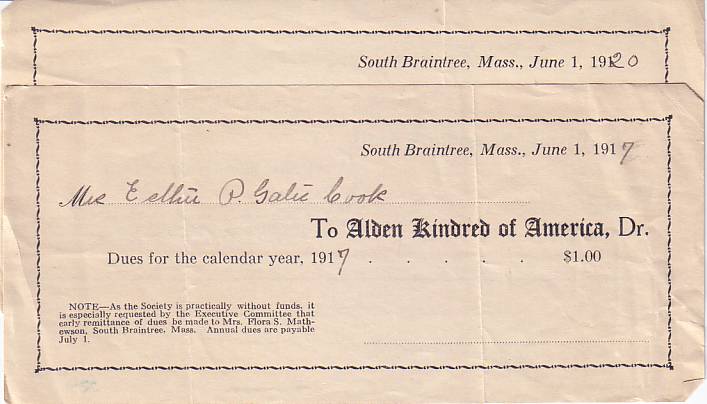 South Braintree, Mass., June 1, 1920
South Braintree, Mass., June 1, 1917
Mrs P. Cook
To Alden Kindred of America, Dr.
Dues for the calendar year, 1917 . . . . . $1.00
NOTE—As the Society is practically without funds, it
is especially requested by the Executive Committee that
early remittance of dues be made to Mrs. Flora S. Math-
ewson, South Braintree, Mass. Annual dues are payable
July 1.